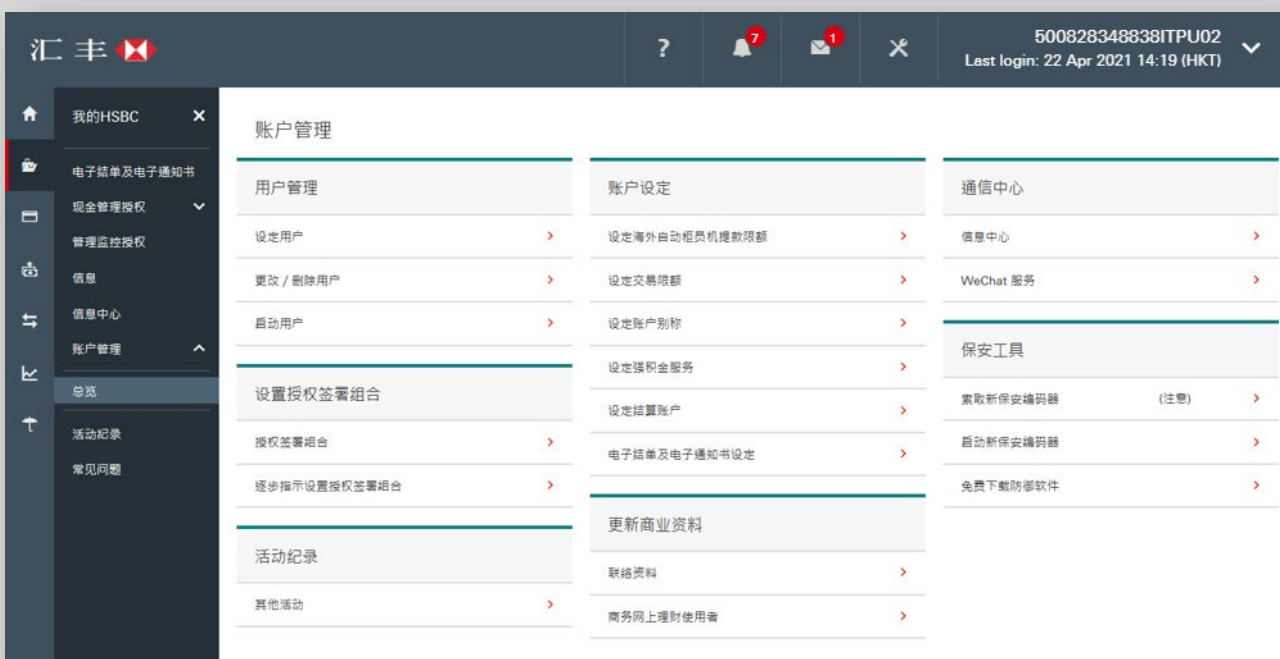 汇丰
?
7
1
500828348838ITPU02
Last login: 22 Apr 2021 14:19 (HKT)
我的HSBC
电子结单及电子通知书
现金管理授权
管理监控授权
信息
信息中心
账户管理
总览
活动纪录
常见问题
账户管理
用户管理
设定用户
更改 / 删除用户
启动用户
设置授权签署组合
授权签署组合
逐步指示设置授权签署组合
活动纪录
其他活动
账户设定
设定海外自动柜员机提款限额
设定交易限额
设定账户别称
设定强积金服务
设定结算账户
电子结单及电子通知书设定
更新商业资料
联络资料
商务网上理财使用者
通信中心
信息中心
WeChat 服务
保安工具
索取新保安编码器 (注意)
启动新保安编码器
免费下载防御软件